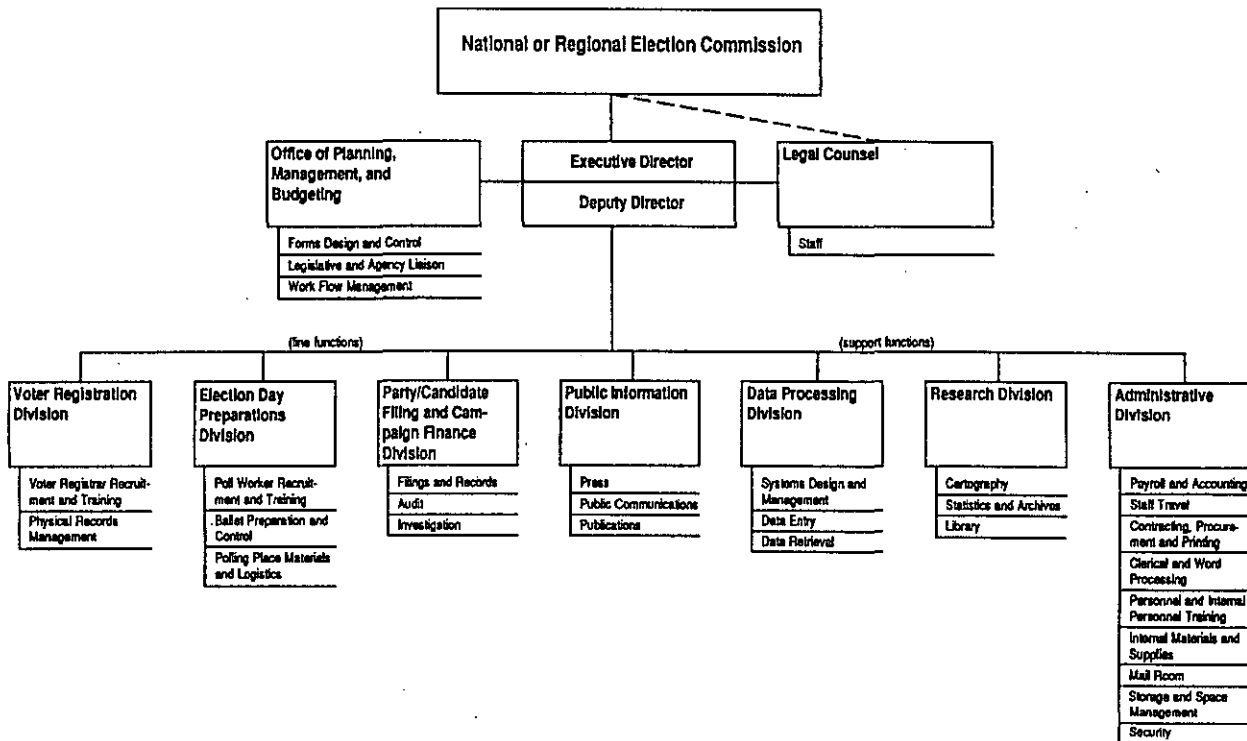 National or Regional Election Commission
Office of Planning,
Management, and
Budgeting
Executive Director
Deputy Director
Legal Counsel
Forms Design and Control
Legislative and Agency Liaison
Work Flow Management
Staff
(line functions)
(support functions)
Voter Registration
Division
Voter Registrar Recruit-
ment and Training
Physical Records
Management
Election Day
Preparations
Division
Poll Worker Recruit-
ment and Training
Ballet Preparation and
Control
Polling Place Materials
and Logistics
Party/Candidate
Filing and Cam-
paign Finance
Division
Filings and Records
Audit
Investigation
Public Information
Division
Press
Public Communications
Publications
Data Processing
Division
Systems Design and
Management
Data Entry
Data Retrieval
Research Division
Cartography
Statistics and Archives
Library
Administrative
Division
Payroll and Accounting
Staff Travel
Contracting, Procure-
ment and Printing
Clerical and Word
Processing
Personnel and Internal
Personnel Training
Internal Materials and
Supplies
Mail Room
Storage and Space
Management
Security